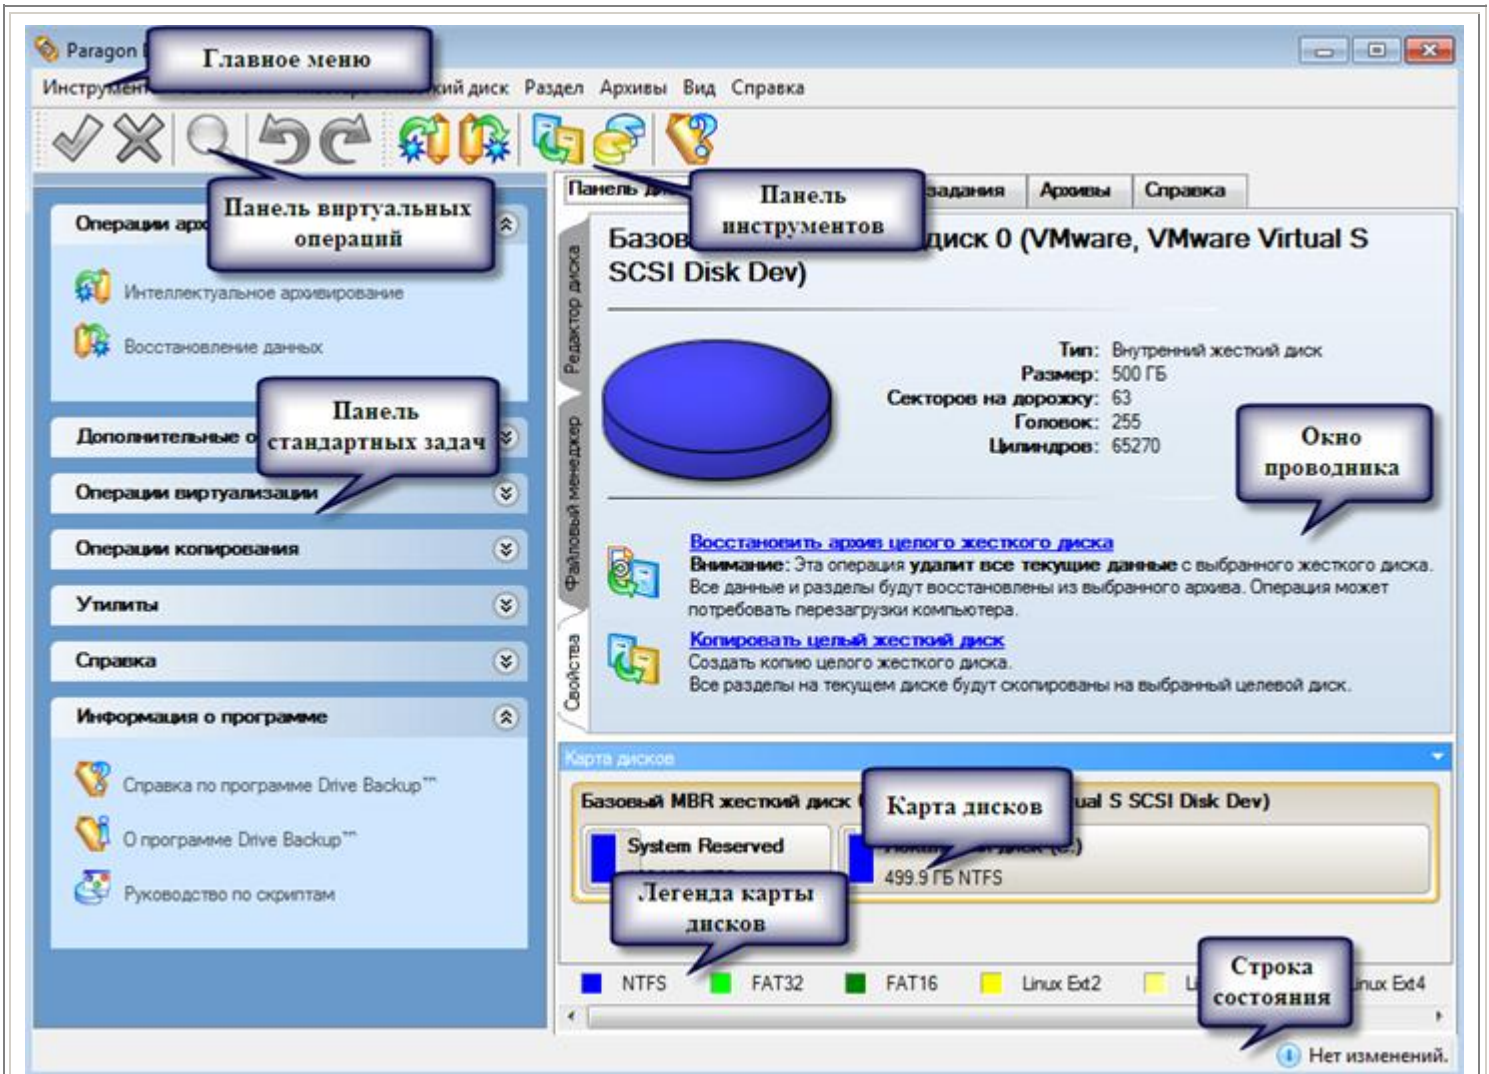 Paragon
Главное меню
Инструмент
кий диск Раздел Архивы Вид Справка
Панель виртуальных
операций
Панель
инструментов
Панель
задания Архивы Справка
Операции арх
Интеллектуальное архивирование
Восстановление данных
Панель
стандартных задач
Дополнительные о
Операции виртуализации
Операции копирования
Утилиты
Справка
Информация о программе
Справка по программе Drive Backup™
О программе Drive Backup™
Руководство по скриптам
Редактор диска
Файловый менеджер
Свойства
Базов диск 0 (VMware, VMware Virtual S
SCSI Disk Dev)
Тип: Внутренний жесткий диск
Размер: 500 ГБ
Секторов на дорожку: 63
Головок: 255
Цилиндров: 65270
Окно
проводника
Восстановить архив целого жесткого диска
Внимание: Эта операция удалит все текущие данные с выбранного жесткого диска.
Все данные и разделы будут восстановлены из выбранного архива. Операция может
потребовать перезагрузки компьютера.
Копировать целый жесткий диск
Создать копию целого жесткого диска.
Все разделы на текущем диске будут скопированы на выбранный целевой диск.
Карта дисков
Базовый MBR жесткий диск ual S SCSI Disk Dev)
Карта дисков
System Reserved
499.9 ГБ NTFS
Легенда карты
дисков
NTFS FAT32 FAT16 Linux Ext2 Li nux Ext4
Строка
состояния
Нет изменений.